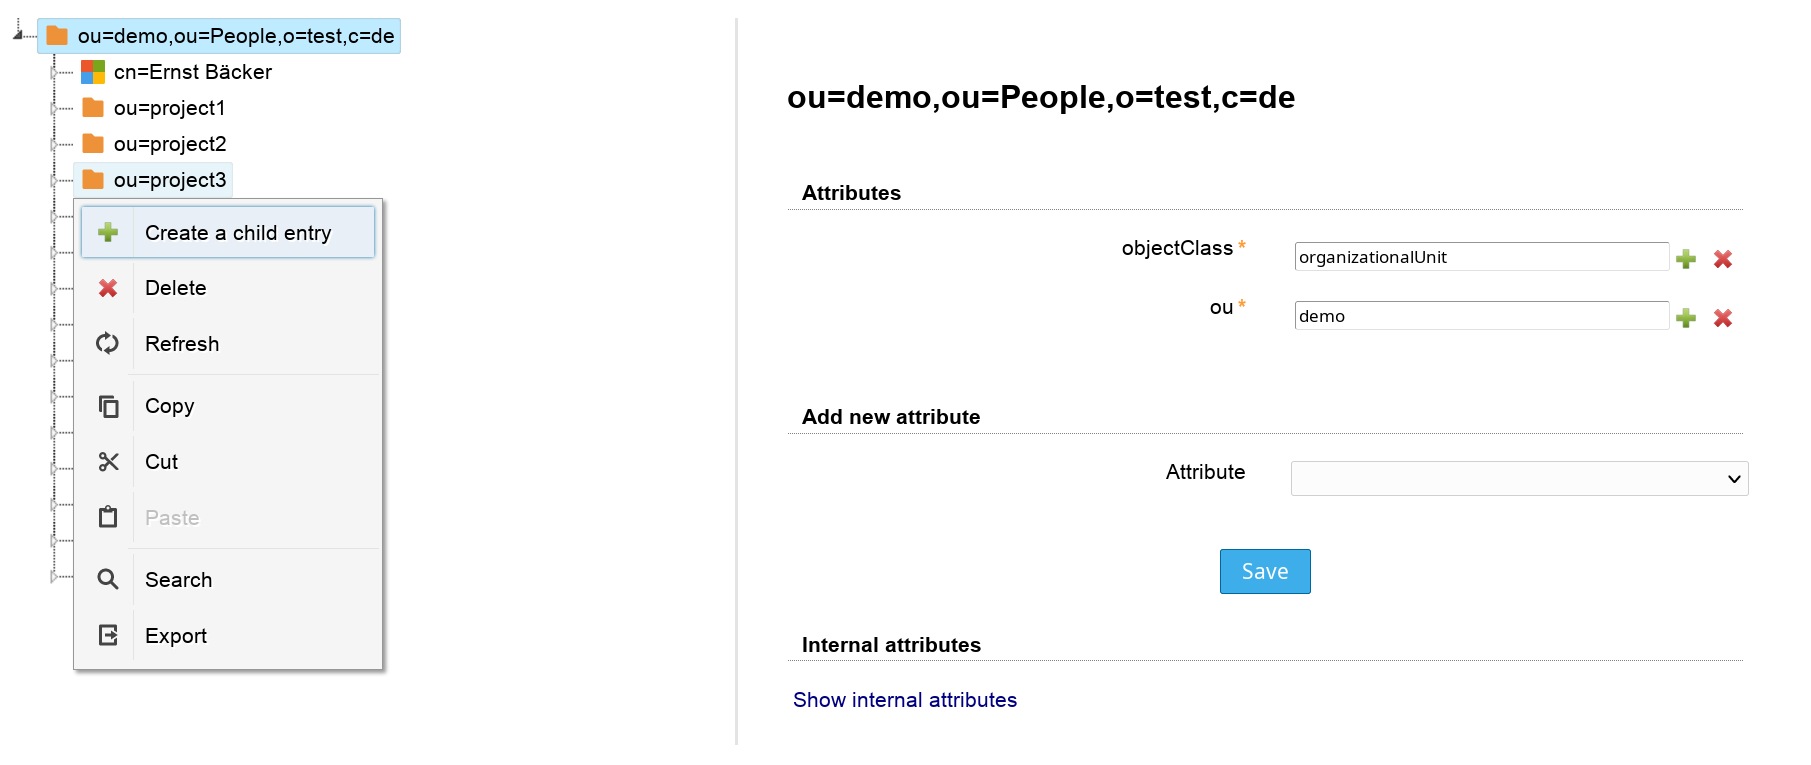 ou=demo,ou=People,o=test,c=de
cn=Ernst Bäcker
ou=project1
ou=project2
ou=project3
Create a child entry
Delete
Refresh
Copy
Cut
Paste
Search
Export
ou=demo,ou=People,o=test,c=de
Attributes
objectClass * organizationalUnit
ou * demo
Add new attribute
Attribute
Save
Internal attributes
Show internal attributes